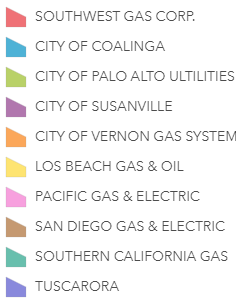 SOUTHWEST GAS CORP.
CITY OF COALINGA
CITY OF PALO ALTO ULTILITIES
CITY OF SUSANVILLE
CITY OF VERNON GAS SYSTEM
LOS BEACH GAS & OIL
PACIFIC GAS & ELECTRIC
SAN DIEGO GAS & ELECTRIC
SOUTHERN CALIFORNIA GAS
TUSCARORA